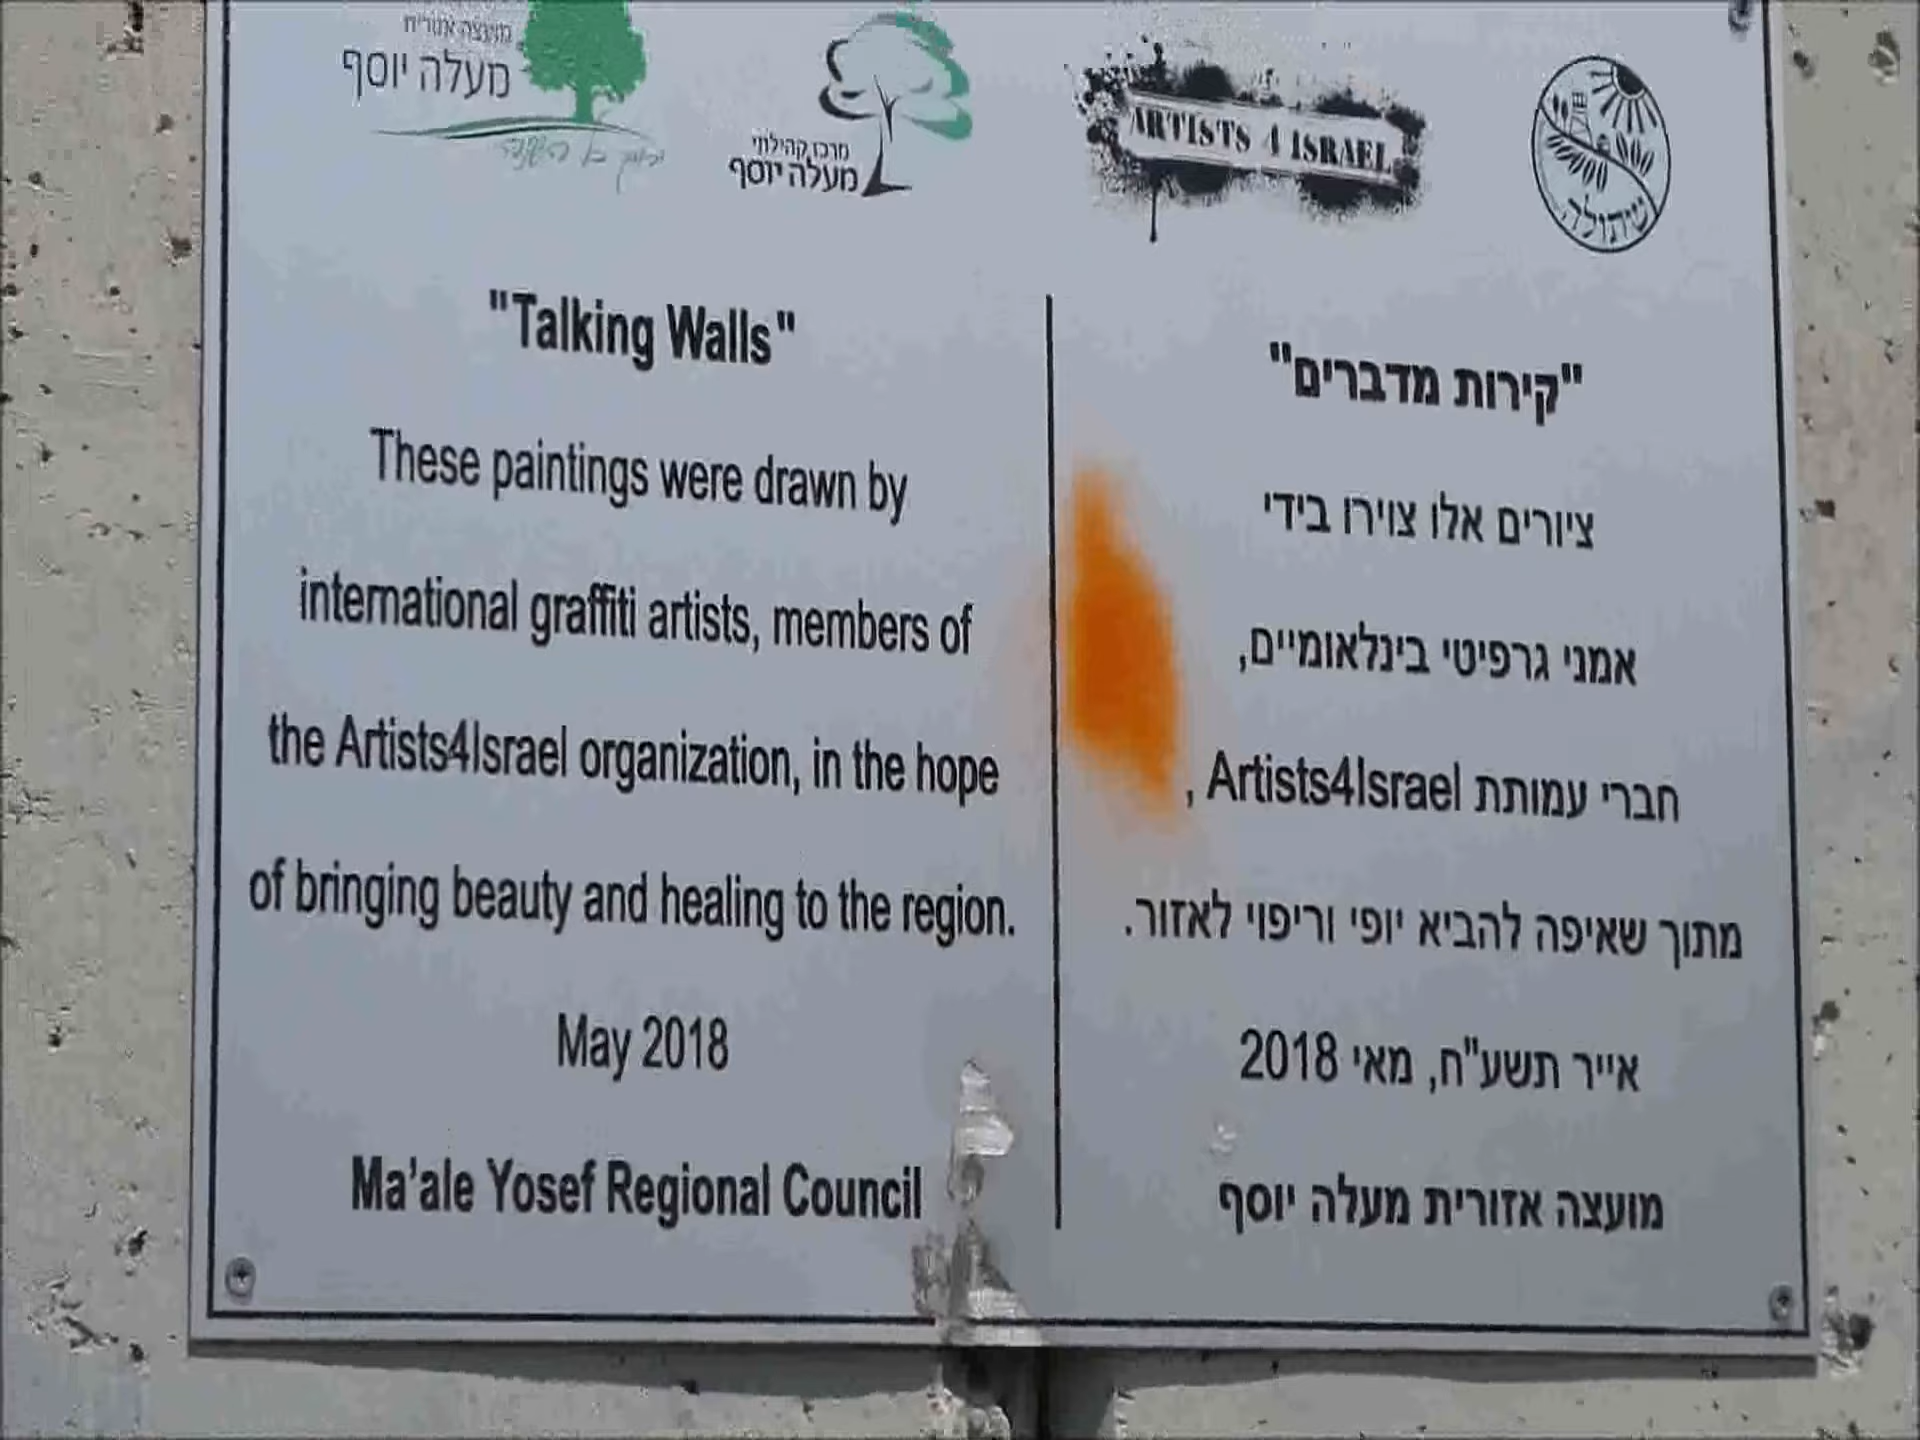 מועצה אזורית
מעלה יוסף
מרכז קהילתי
מעלה יוסף
ARTISTS 4 ISRAEL
שתולה
"Talking Walls"
These paintings were drawn by
international graffiti artists, members of
the Artists4Israel organization, in the hope
of bringing beauty and healing to the region.
May 2018
Ma'ale Yosef Regional Council
"קירות מדברים"
ציורים אלו צוירו בידי
אמני גרפיטי בינלאומיים,
חברי עמותת Artists4Israel ,
מתוך שאיפה להביא יופי וריפוי לאזור.
אייר תשע"ח, מאי 2018
מועצה אזורית מעלה יוסף